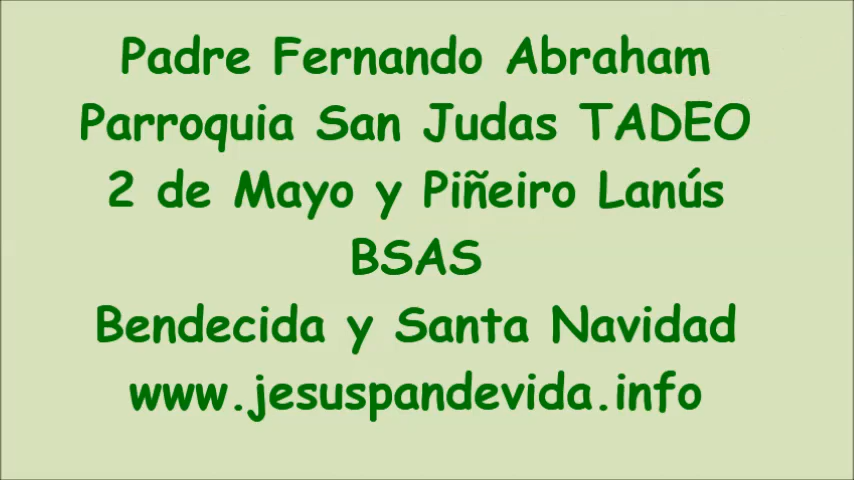 Padre Fernando Abraham
Parroquia San Judas TADEO
2 de Mayo y Piñeiro Lanús
BSAS
Bendecida y Santa Navidad
www.jesuspandevida.info